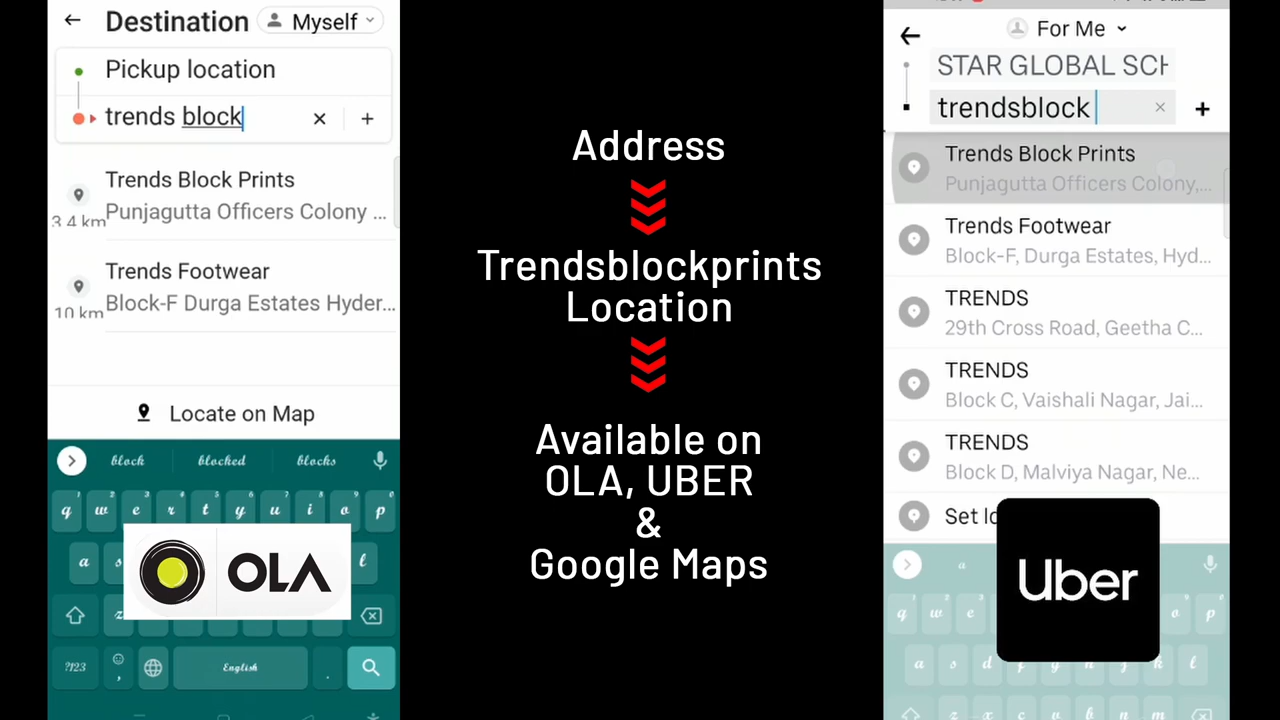 Destination
Myself
Pickup location
trends block
Trends Block Prints
Punjagutta Officers Colony ...
3.4 km
Trends Footwear
Block-F Durga Estates Hyder...
10 km
Locate on Map
block blocked blocks
q w e r t y u i o p
a s l
OLA
z
?123 , English .
Address
Trendsblockprints
Location
Available on
OLA, UBER
&
Google Maps
For Me
STAR GLOBAL SCH
trendsblock
Trends Block Prints
Punjagutta Officers Colony,...
Trends Footwear
Block-F, Durga Estates, Hyd...
TRENDS
29th Cross Road, Geetha C...
TRENDS
Block C, Vaishali Nagar, Jai...
TRENDS
Block D, Malviya Nagar, Ne...
Set lo
a
q w e o p
Uber
a s d f g h j k l